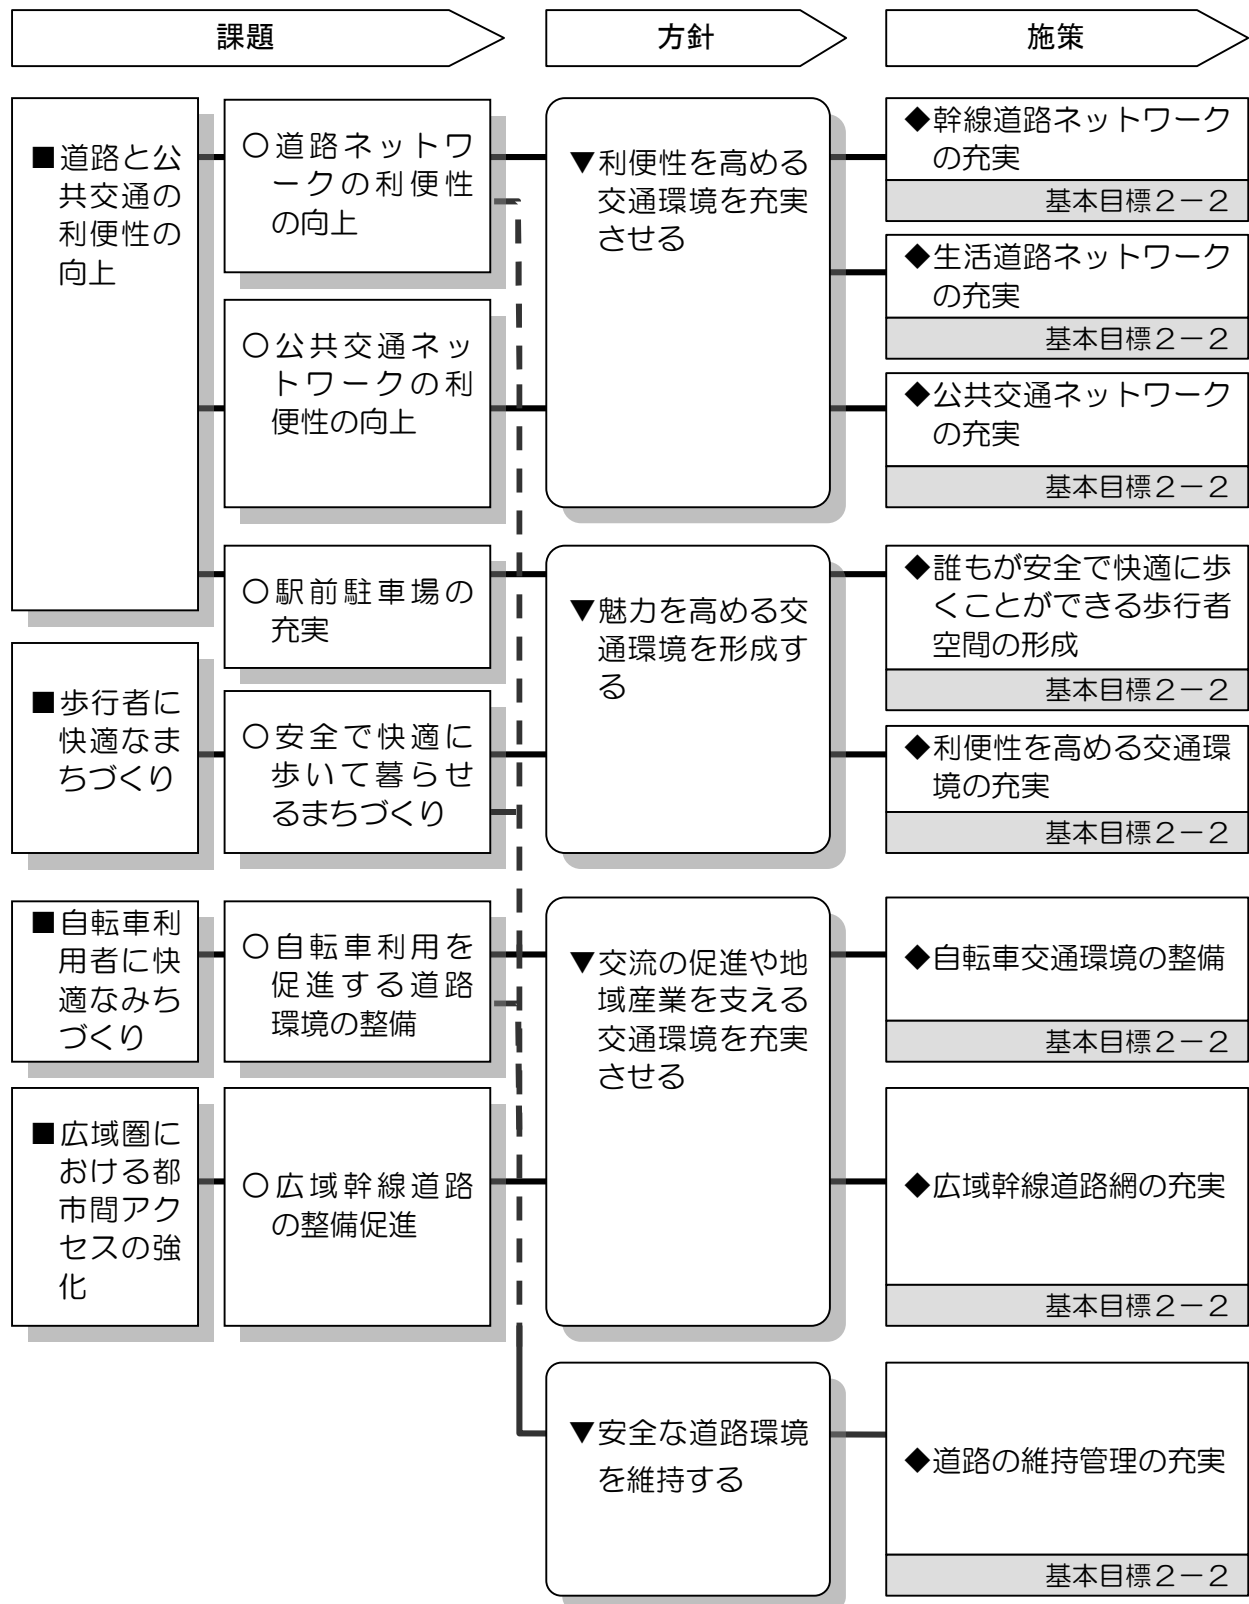 課題
方針
施策
■道路と公
共交通の
利便性の
向上
○道路ネットワ
ークの利便性
の向上
○公共交通ネッ
トワークの利
便性の向上
○駅前駐車場の
充実
■歩行者に
快適なま
ちづくり
○安全で快適に
歩いて暮らせ
るまちづくり
■自転車利
用者に快
適なみち
づくり
○自転車利用を
促進する道路
環境の整備
■広域圏に
おける都
市間アク
セスの強
化
○広域幹線道路
の整備促進
▼利便性を高める
交通環境を充実
させる
▼魅力を高める交
通環境を形成す
る
▼交流の促進や地
域産業を支える
交通環境を充実
させる
▼安全な道路環境
を維持する
◆幹線道路ネットワーク
の充実
基本目標2-2
◆生活道路ネットワーク
の充実
基本目標2-2
◆公共交通ネットワーク
の充実
基本目標2-2
◆誰もが安全で快適に歩
くことができる歩行者
空間の形成
基本目標2-2
◆利便性を高める交通環
境の充実
基本目標2-2
◆自転車交通環境の整備
基本目標2-2
◆広域幹線道路網の充実
基本目標2-2
◆道路の維持管理の充実
基本目標2-2